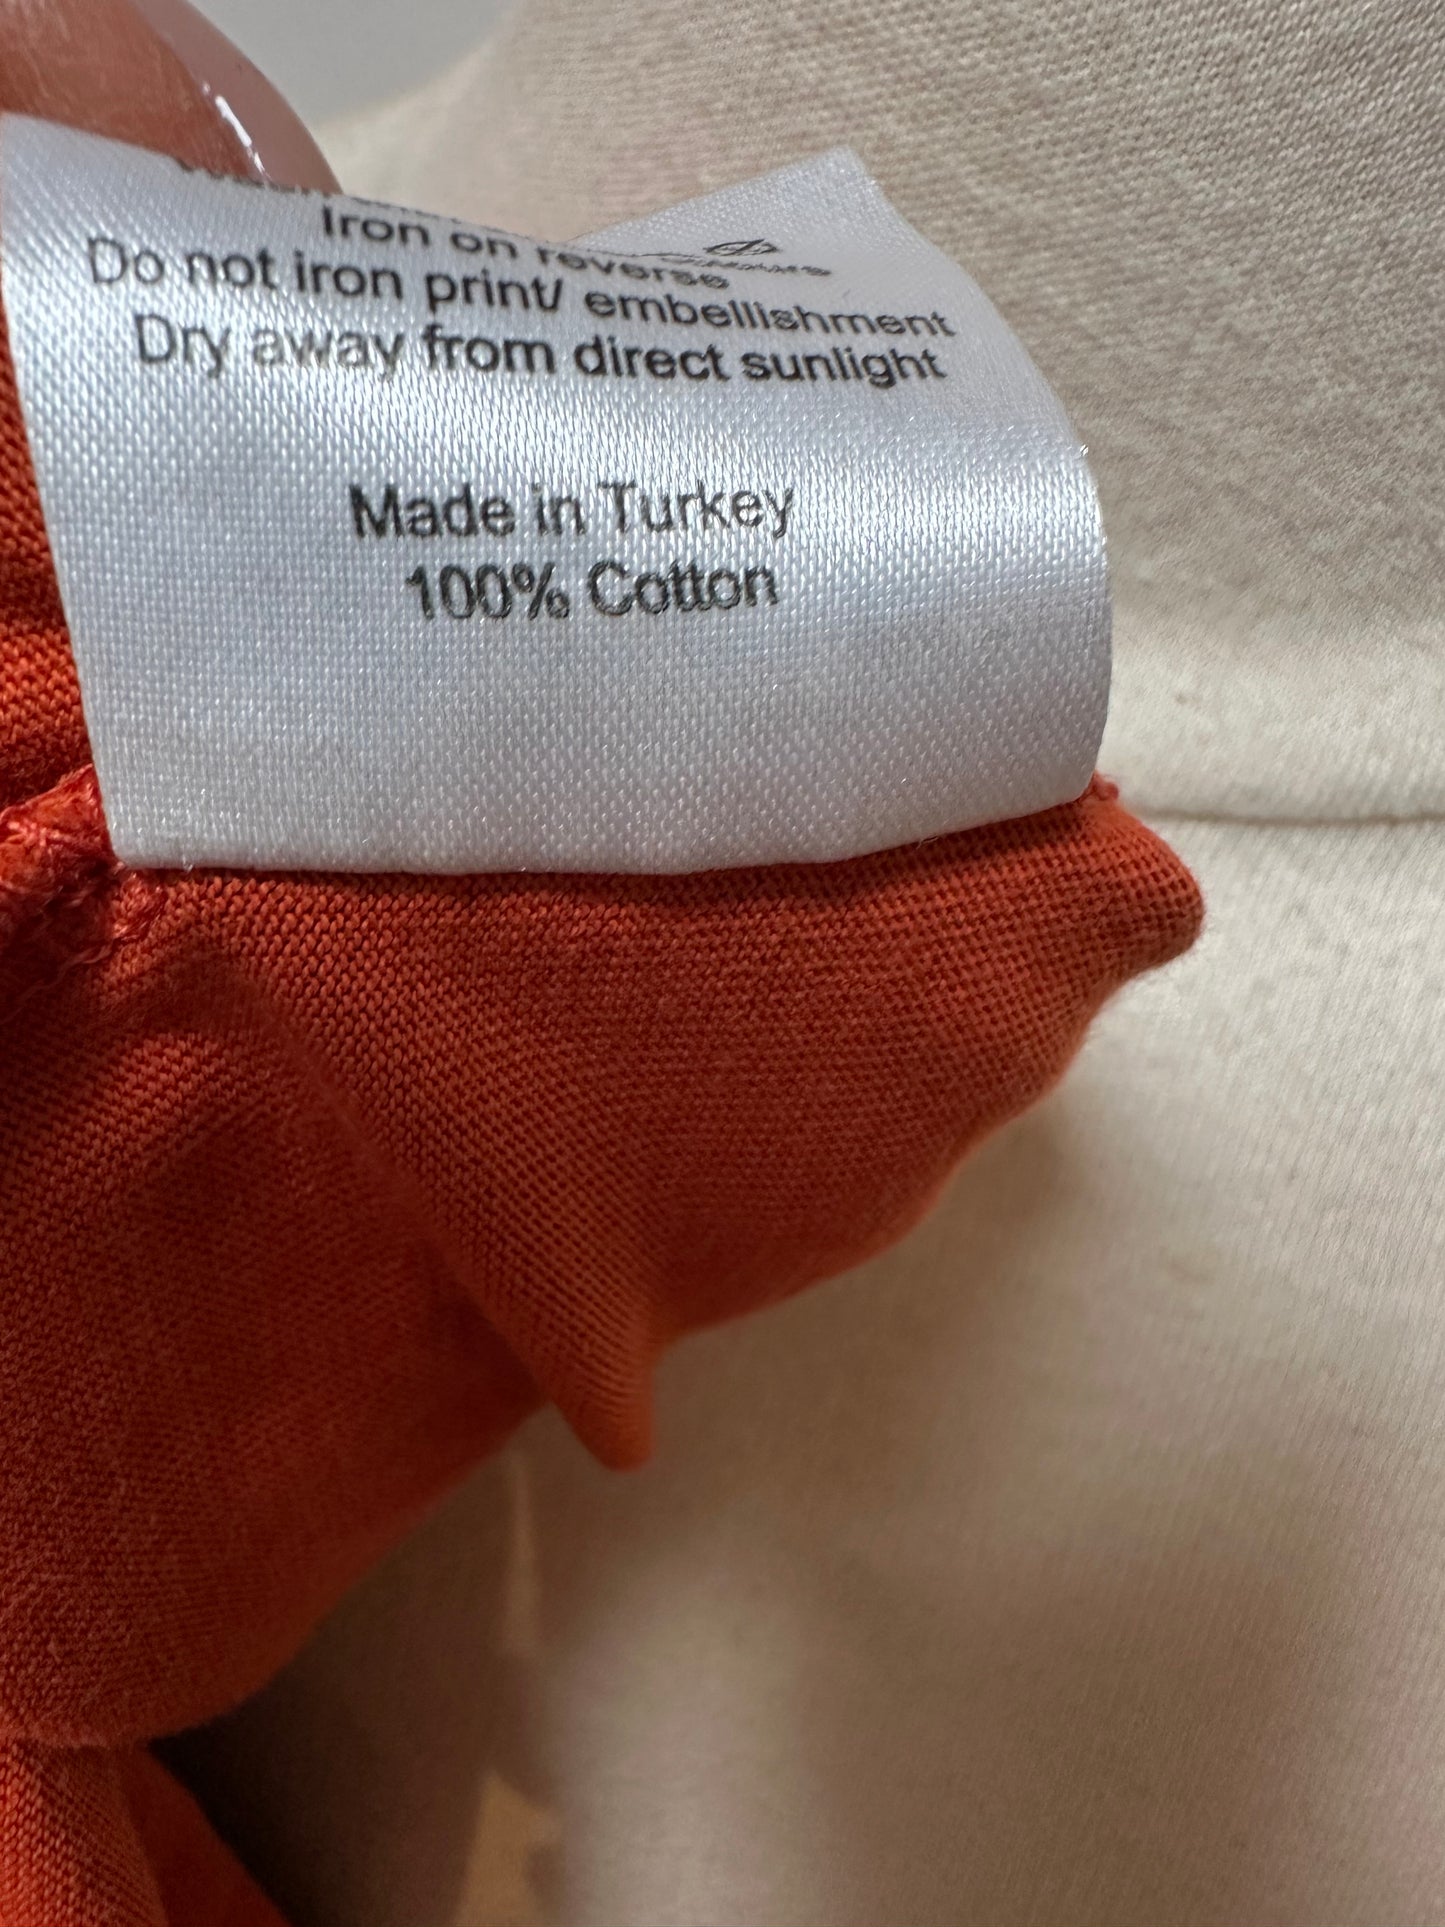 Iron on reverse
Do not iron print/ embellishment
Dry away from direct sunlight
Made in Turkey
100% Cotton